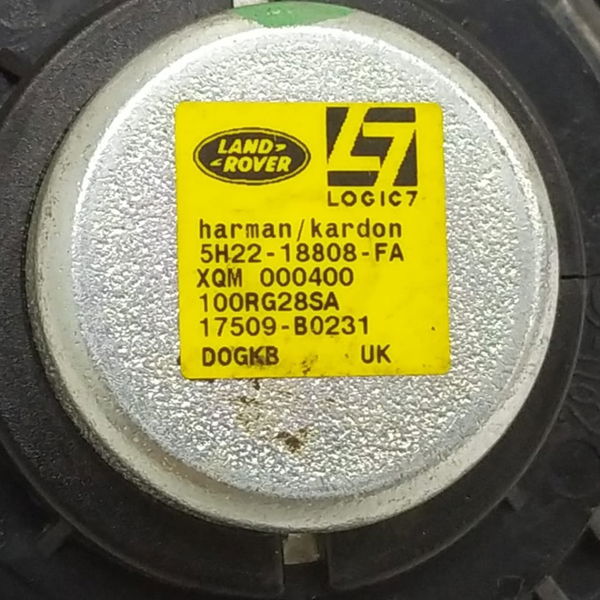 LAND
ROVER
LOGIC7
harman/kardon
5H22-18808-FA
XQM 000400
100RG28SA
17509-B0231
DOGKB UK